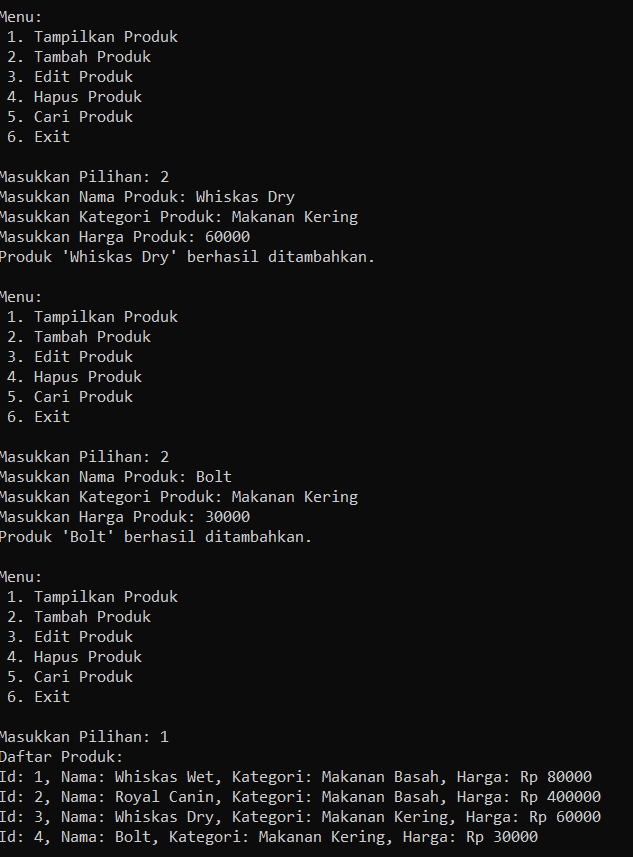 Menu:
1. Tampilkan Produk
2. Tambah Produk
3. Edit Produk
4. Hapus Produk
5. Cari Produk
6. Exit
Masukkan Pilihan: 2
Masukkan Nama Produk: Whiskas Dry
Masukkan Kategori Produk: Makanan Kering
Masukkan Harga Produk: 60000
Produk 'Whiskas Dry' berhasil ditambahkan.
Menu:
1. Tampilkan Produk
2. Tambah Produk
3. Edit Produk
4. Hapus Produk
5. Cari Produk
6. Exit
Masukkan Pilihan: 2
Masukkan Nama Produk: Bolt
Masukkan Kategori Produk: Makanan Kering
Masukkan Harga Produk: 30000
Produk 'Bolt' berhasil ditambahkan.
Menu:
1. Tampilkan Produk
2. Tambah Produk
3. Edit Produk
4. Hapus Produk
5. Cari Produk
6. Exit
Masukkan Pilihan: 1
Daftar Produk:
Id: 1, Nama: Whiskas Wet, Kategori: Makanan Basah, Harga: Rp 80000
Id: 2, Nama: Royal Canin, Kategori: Makanan Basah, Harga: Rp 400000
Id: 3, Nama: Whiskas Dry, Kategori: Makanan Kering, Harga: Rp 60000
Id: 4, Nama: Bolt, Kategori: Makanan Kering, Harga: Rp 30000